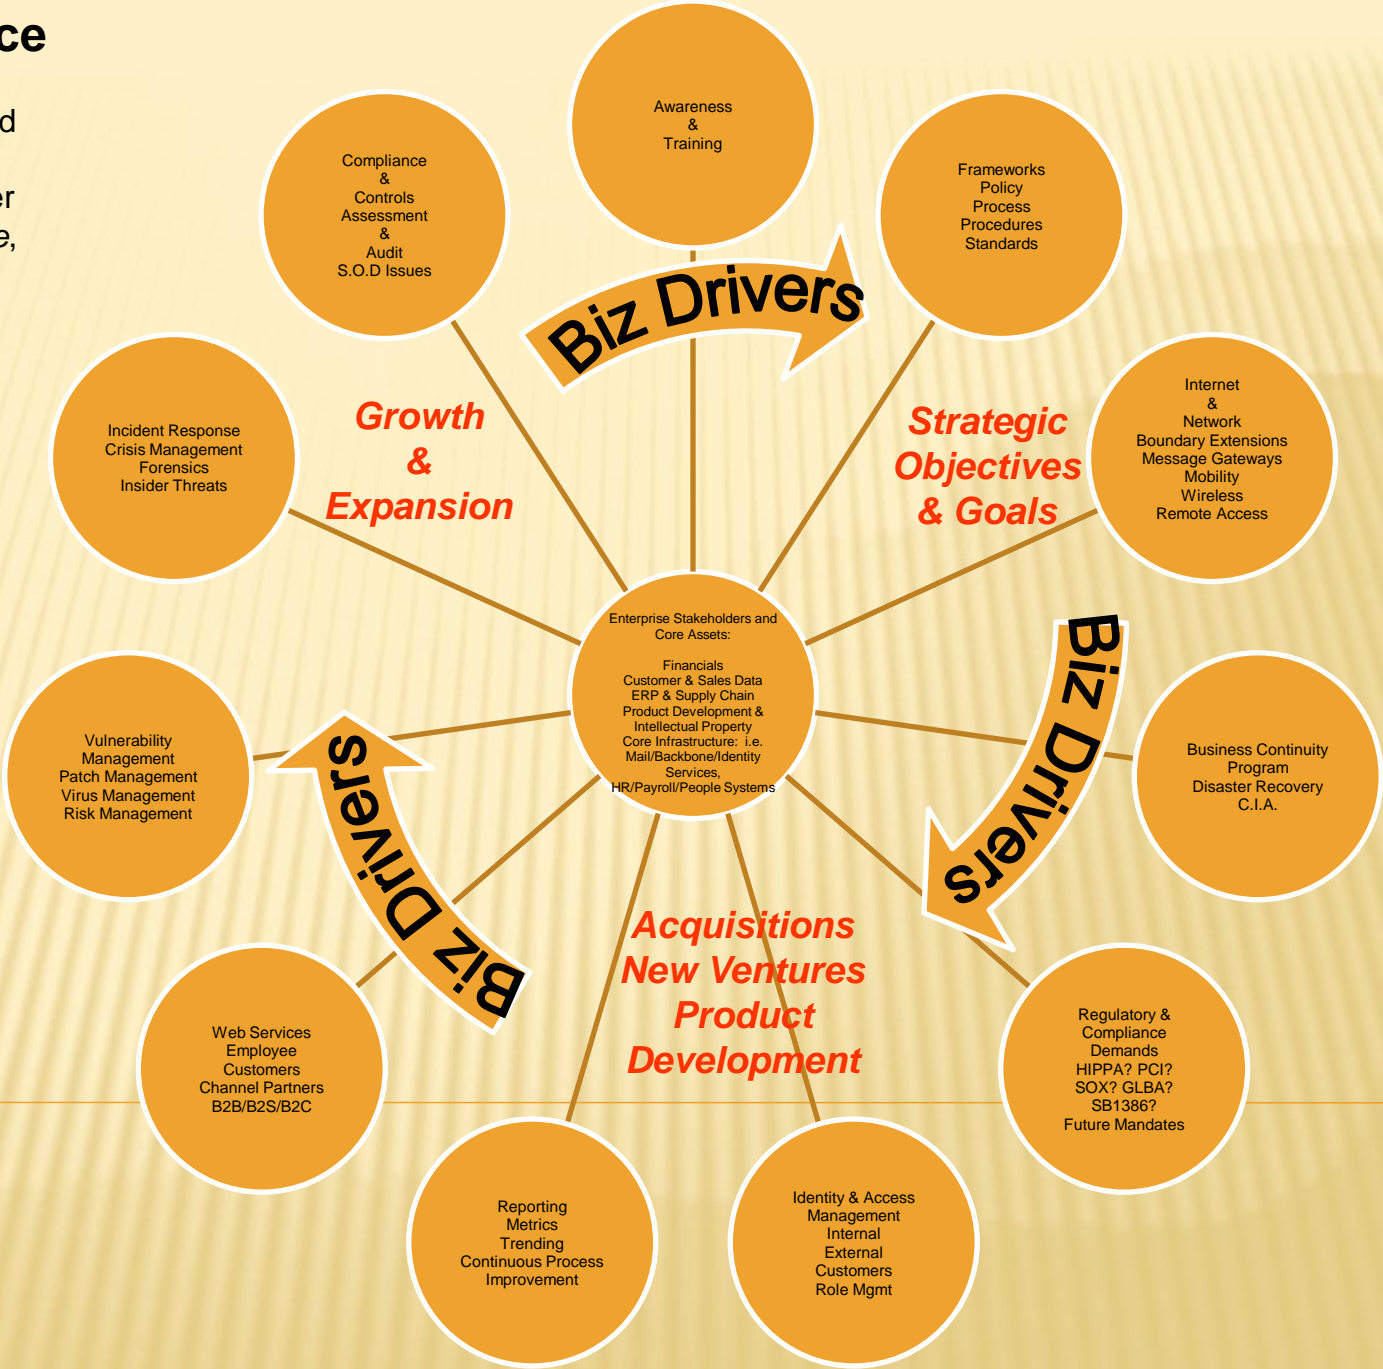 Awareness
&
Training
Frameworks
Policy
Process
Procedures
Standards
Internet
&
Network
Boundary Extensions
Message Gateways
Mobility
Wireless
Remote Access
Business Continuity
Program
Disaster Recovery
C.I.A.
Regulatory &
Compliance
Demands
HIPPA? PCI?
SOX? GLBA?
SB1386?
Future Mandates
Identity & Access
Management
Internal
External
Customers
Role Mgmt
Reporting
Metrics
Trending
Continuous Process
Improvement
Web Services
Employee
Customers
Channel Partners
B2B/B2S/B2C
Vulnerability
Management
Patch Management
Virus Management
Risk Management
Incident Response
Crisis Management
Forensics
Insider Threats
Compliance
&
Controls
Assessment
&
Audit
S.O.D Issues
Enterprise Stakeholders and
Core Assets:
Financials
Customer & Sales Data
ERP & Supply Chain
Product Development &
Intellectual Property
Core Infrastructure: i.e.
Mail/Backbone/Identity
Services,
HR/Payroll/People Systems
Biz Drivers
Biz Drivers
Biz Drivers
Growth
&
Expansion
Strategic
Objectives
& Goals
Acquisitions
New Ventures
Product
Development